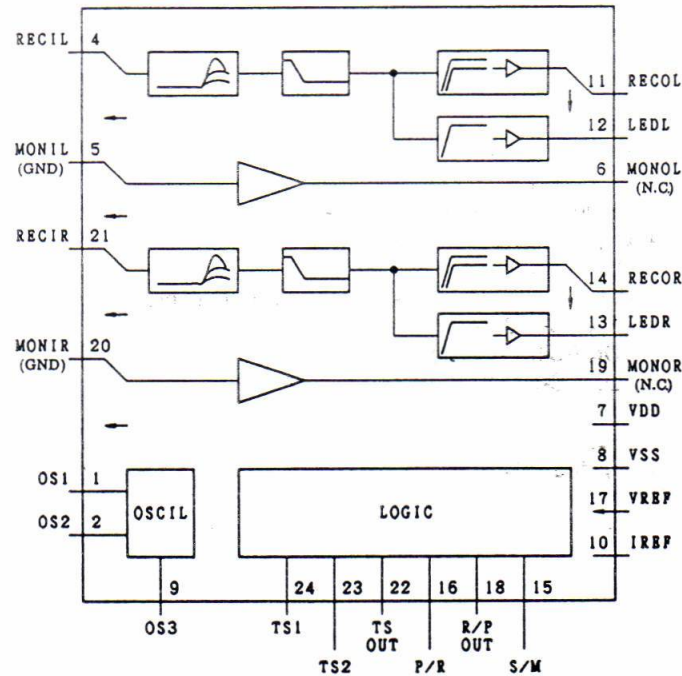 RECIL 4
11 RECOL
12 LEDL
MONIL 5
(GND)
6 MONOL
(N.C.)
RECIR 21
14 RECOR
13 LEDR
MONIR 20
(GND)
19 MONOR
(N.C.)
7 VDD
8 VSS
OS1 1
OSCIL
LOGIC
17 VREF
OS2 2
10 IREF
9 24 23 22 16 18 15
OS3 TS1 TS R/P
OUT OUT
TS2 P/R S/M